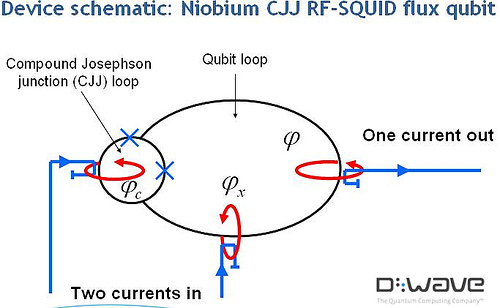 Device schematic: Niobium CJJ RF-SQUID flux qubit
Compound Josephson
junction (CJJ) loop
Qubit loop
φ
One current out
φc
φx
Two currents in
D:WAVE
The Quantum Computing Company™